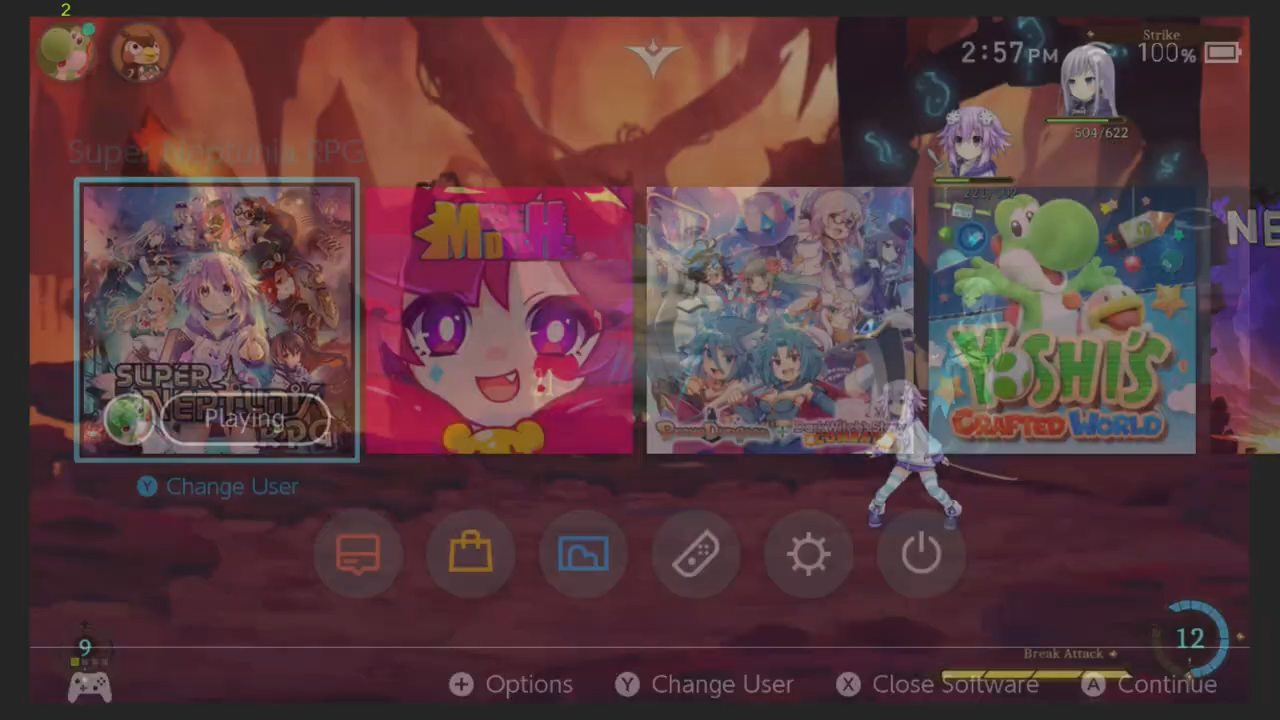 2
Strike
2:57 PM
100%
504/622
Super Neptunia RPG
NE
SUPER
NEPTUNIA
RPG
Playing
YOSHI'S
CRAFTED WORLD
Y Change User
9
12
Break Attack
+ Options Y Change User X Close Software A Continue